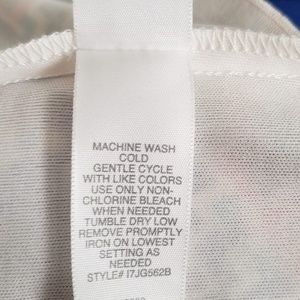 MACHINE WASH
COLD
GENTLE CYCLE
WITH LIKE COLORS
USE ONLY NON-
CHLORINE BLEACH
WHEN NEEDED
TUMBLE DRY LOW
REMOVE PROMPTLY
IRON ON LOWEST
SETTING AS
NEEDED
STYLE# I7JG562B